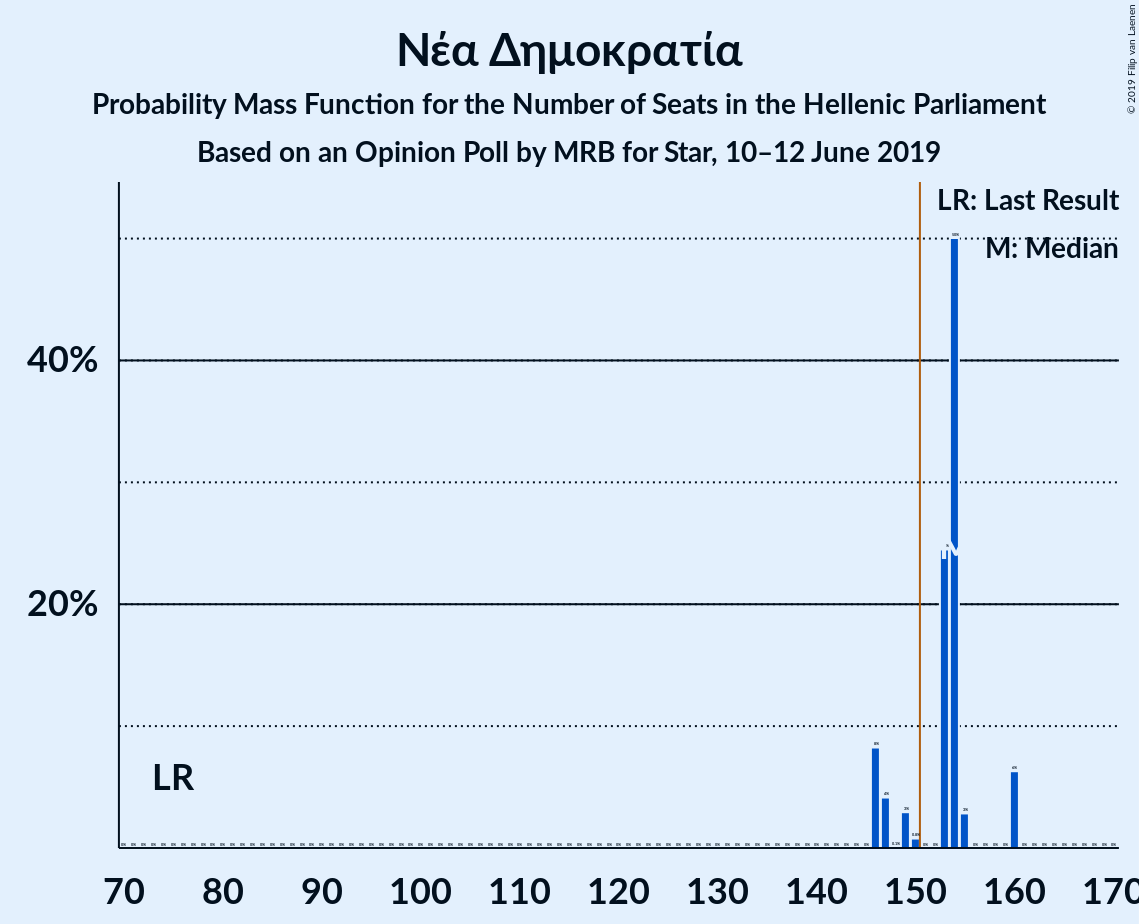 Νέα Δημοκρατία
Probability Mass Function for the Number of Seats in the Hellenic Parliament
Based on an Opinion Poll by MRB for Star, 10–12 June 2019
© 2019 Filip van Laenen
LR: Last Result
M: Median
40%
20%
LR
M
70 80 90 100 110 120 130 140 150 160 170